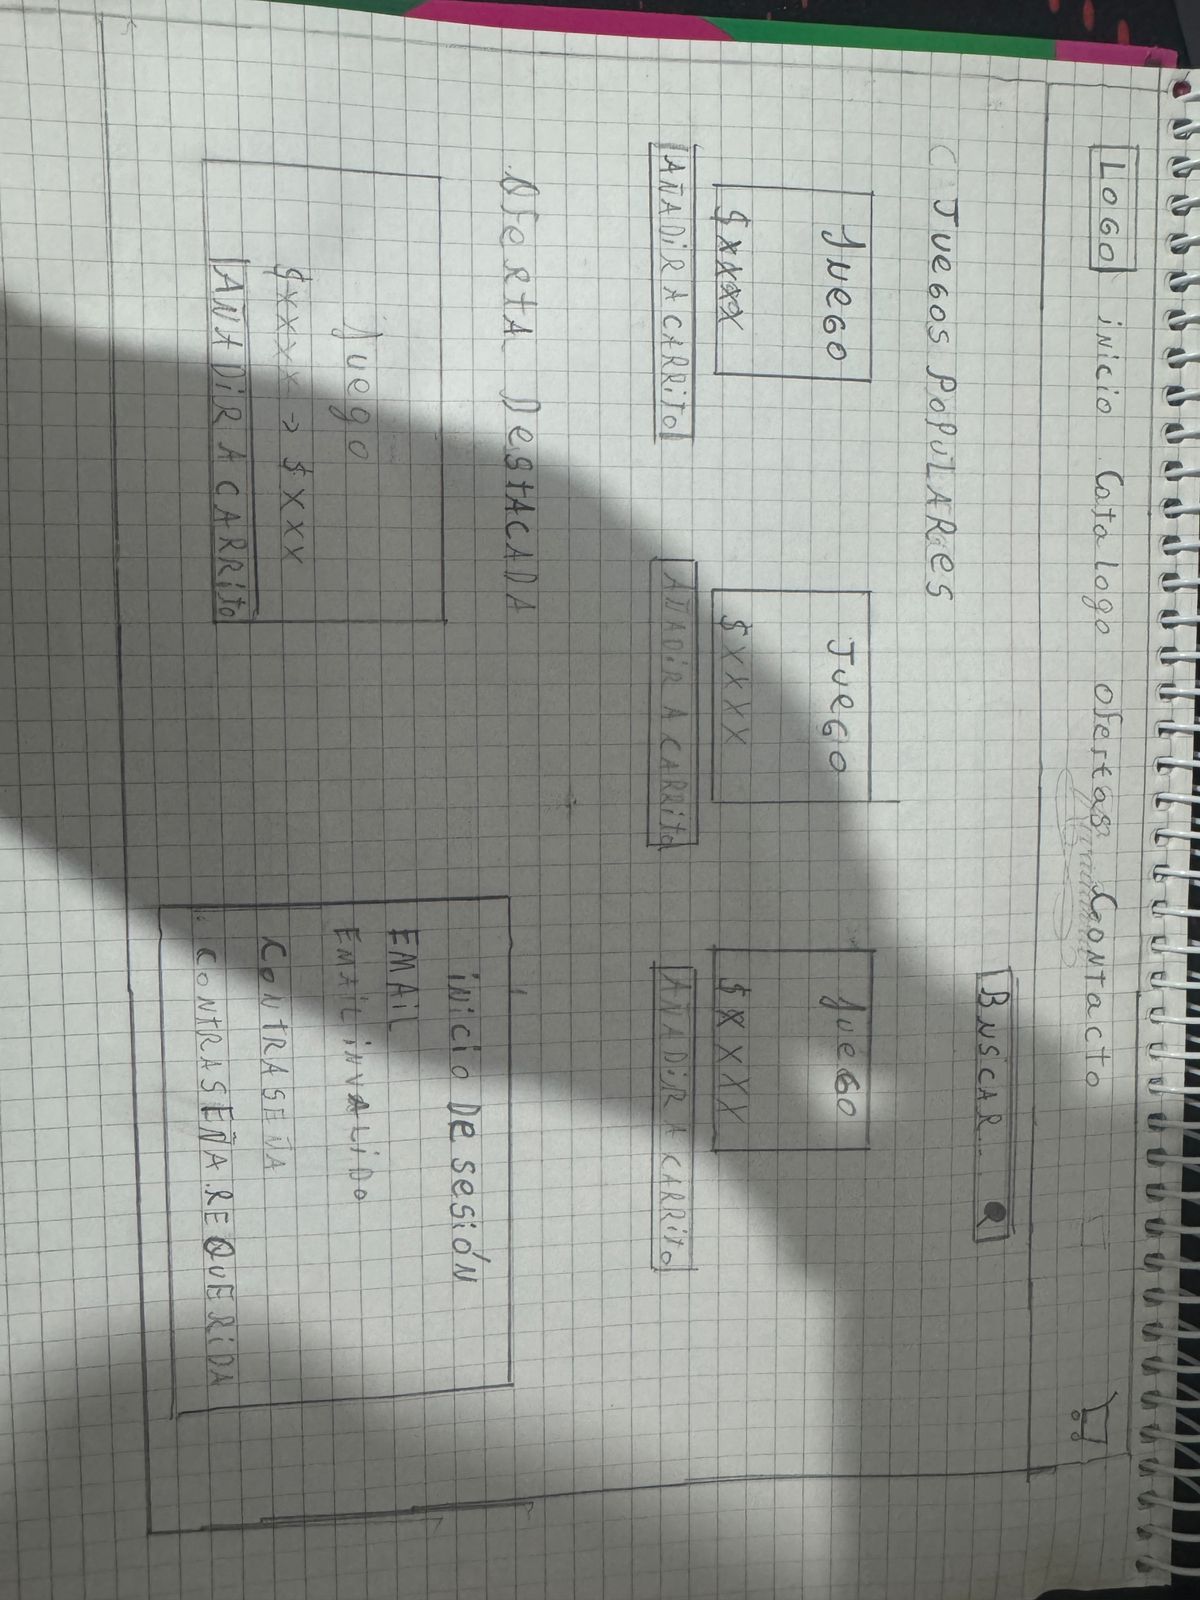 LOGO inicio Catalogo ofertas Contacto
BUSCAR...
JUEGOS POPULARES
JUEGO JUEGO JUEGO
$XXXX $XXXX $XXXX
AÑADIR A CARRITO AÑADIR A CARRITO AÑADIR A CARRITO
OFERTA DESTACADA
Juego
$XXXX -> $XXX
AÑADIR A CARRITO
INICIO DE SESIÓN
EMAIL
EMAIL INVALIDO
CONTRASEÑA
CONTRASEÑA REQUERIDA